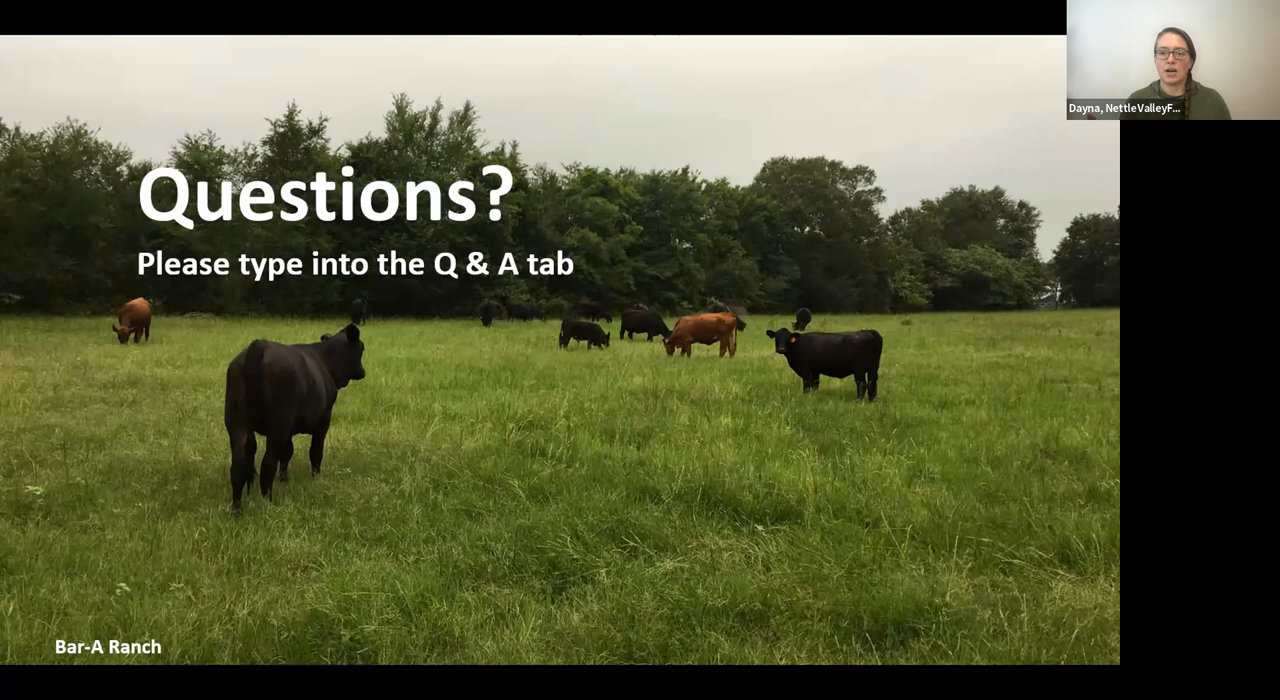 Dayna, NettleValleyF...
Questions?
Please type into the Q & A tab
Bar-A Ranch